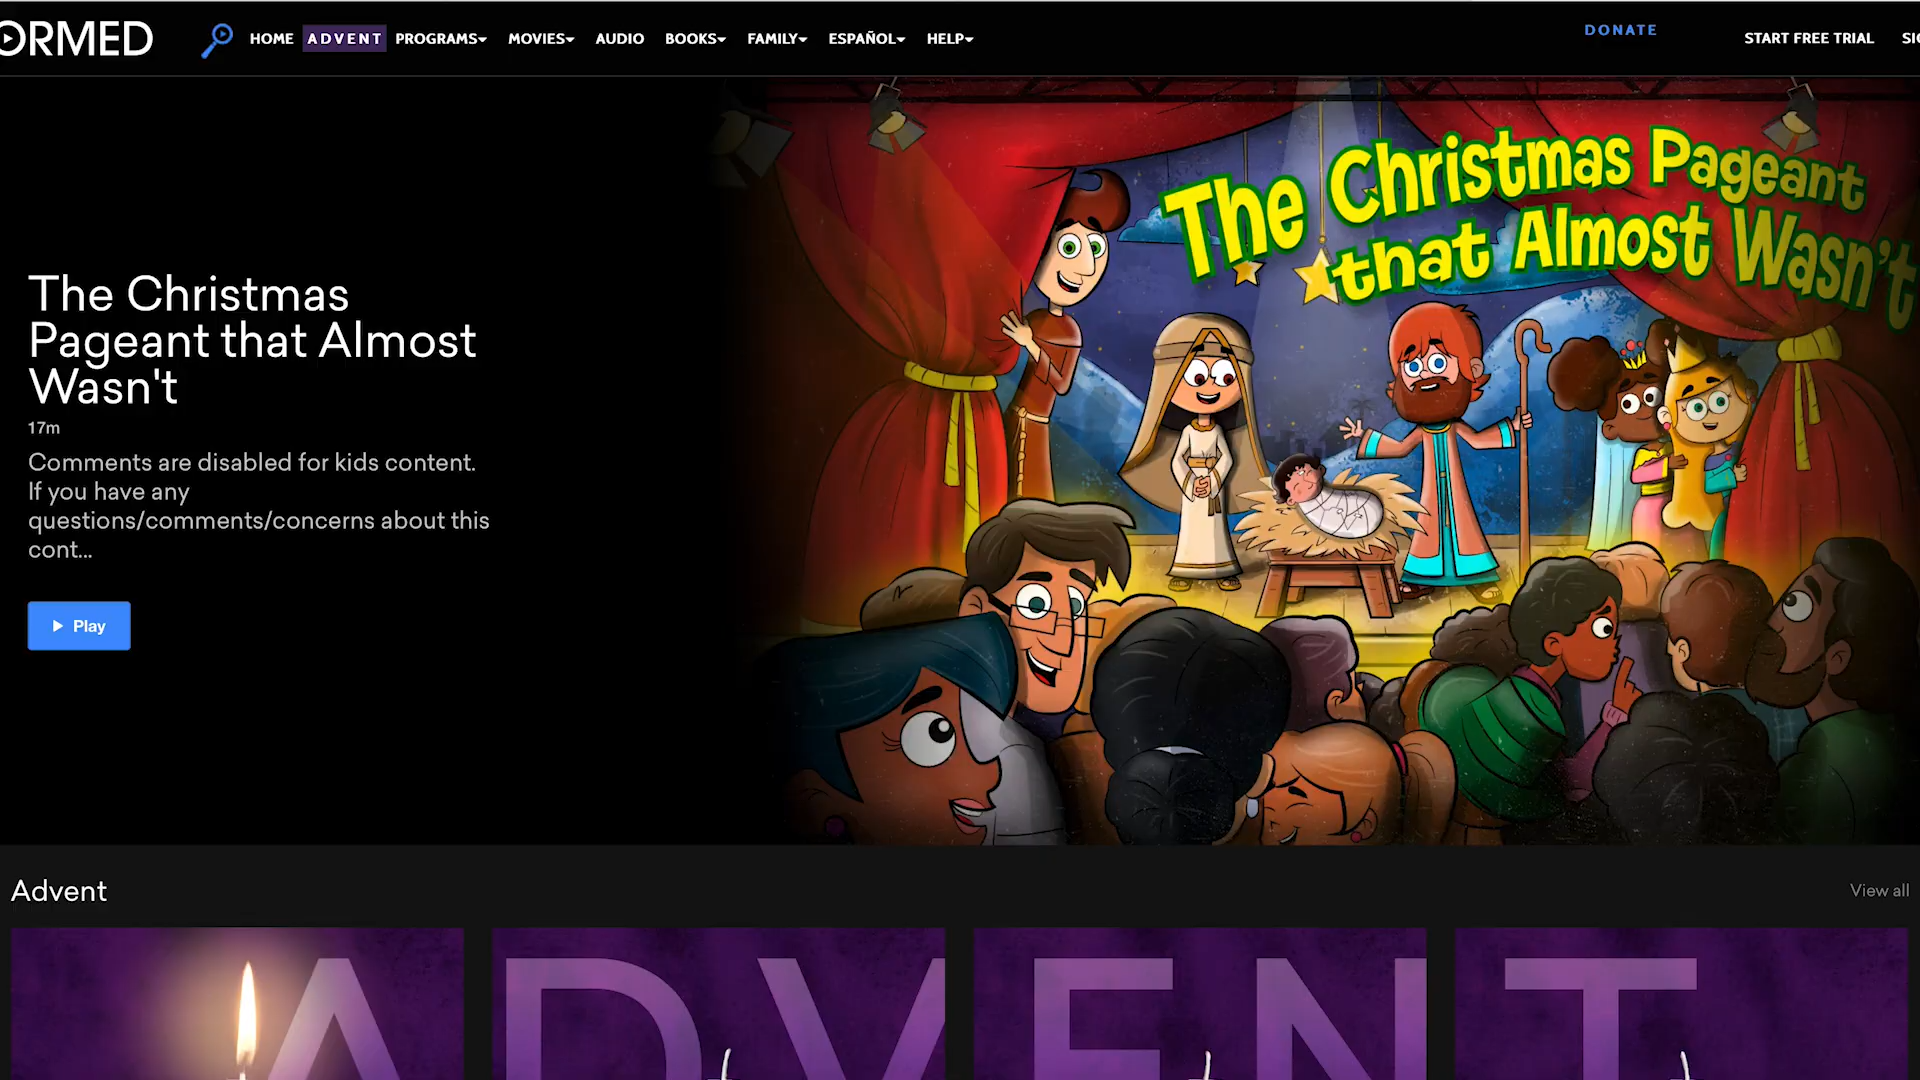 ORMED
HOME ADVENT PROGRAMS MOVIES AUDIO BOOKS FAMILY ESPAÑOL HELP DONATE START FREE TRIAL SIG
The Christmas Pageant
that Almost Wasn't
The Christmas
Pageant that Almost
Wasn't
17m
Comments are disabled for kids content.
If you have any
questions/comments/concerns about this
cont...
Play
Advent
View all
ADVENT